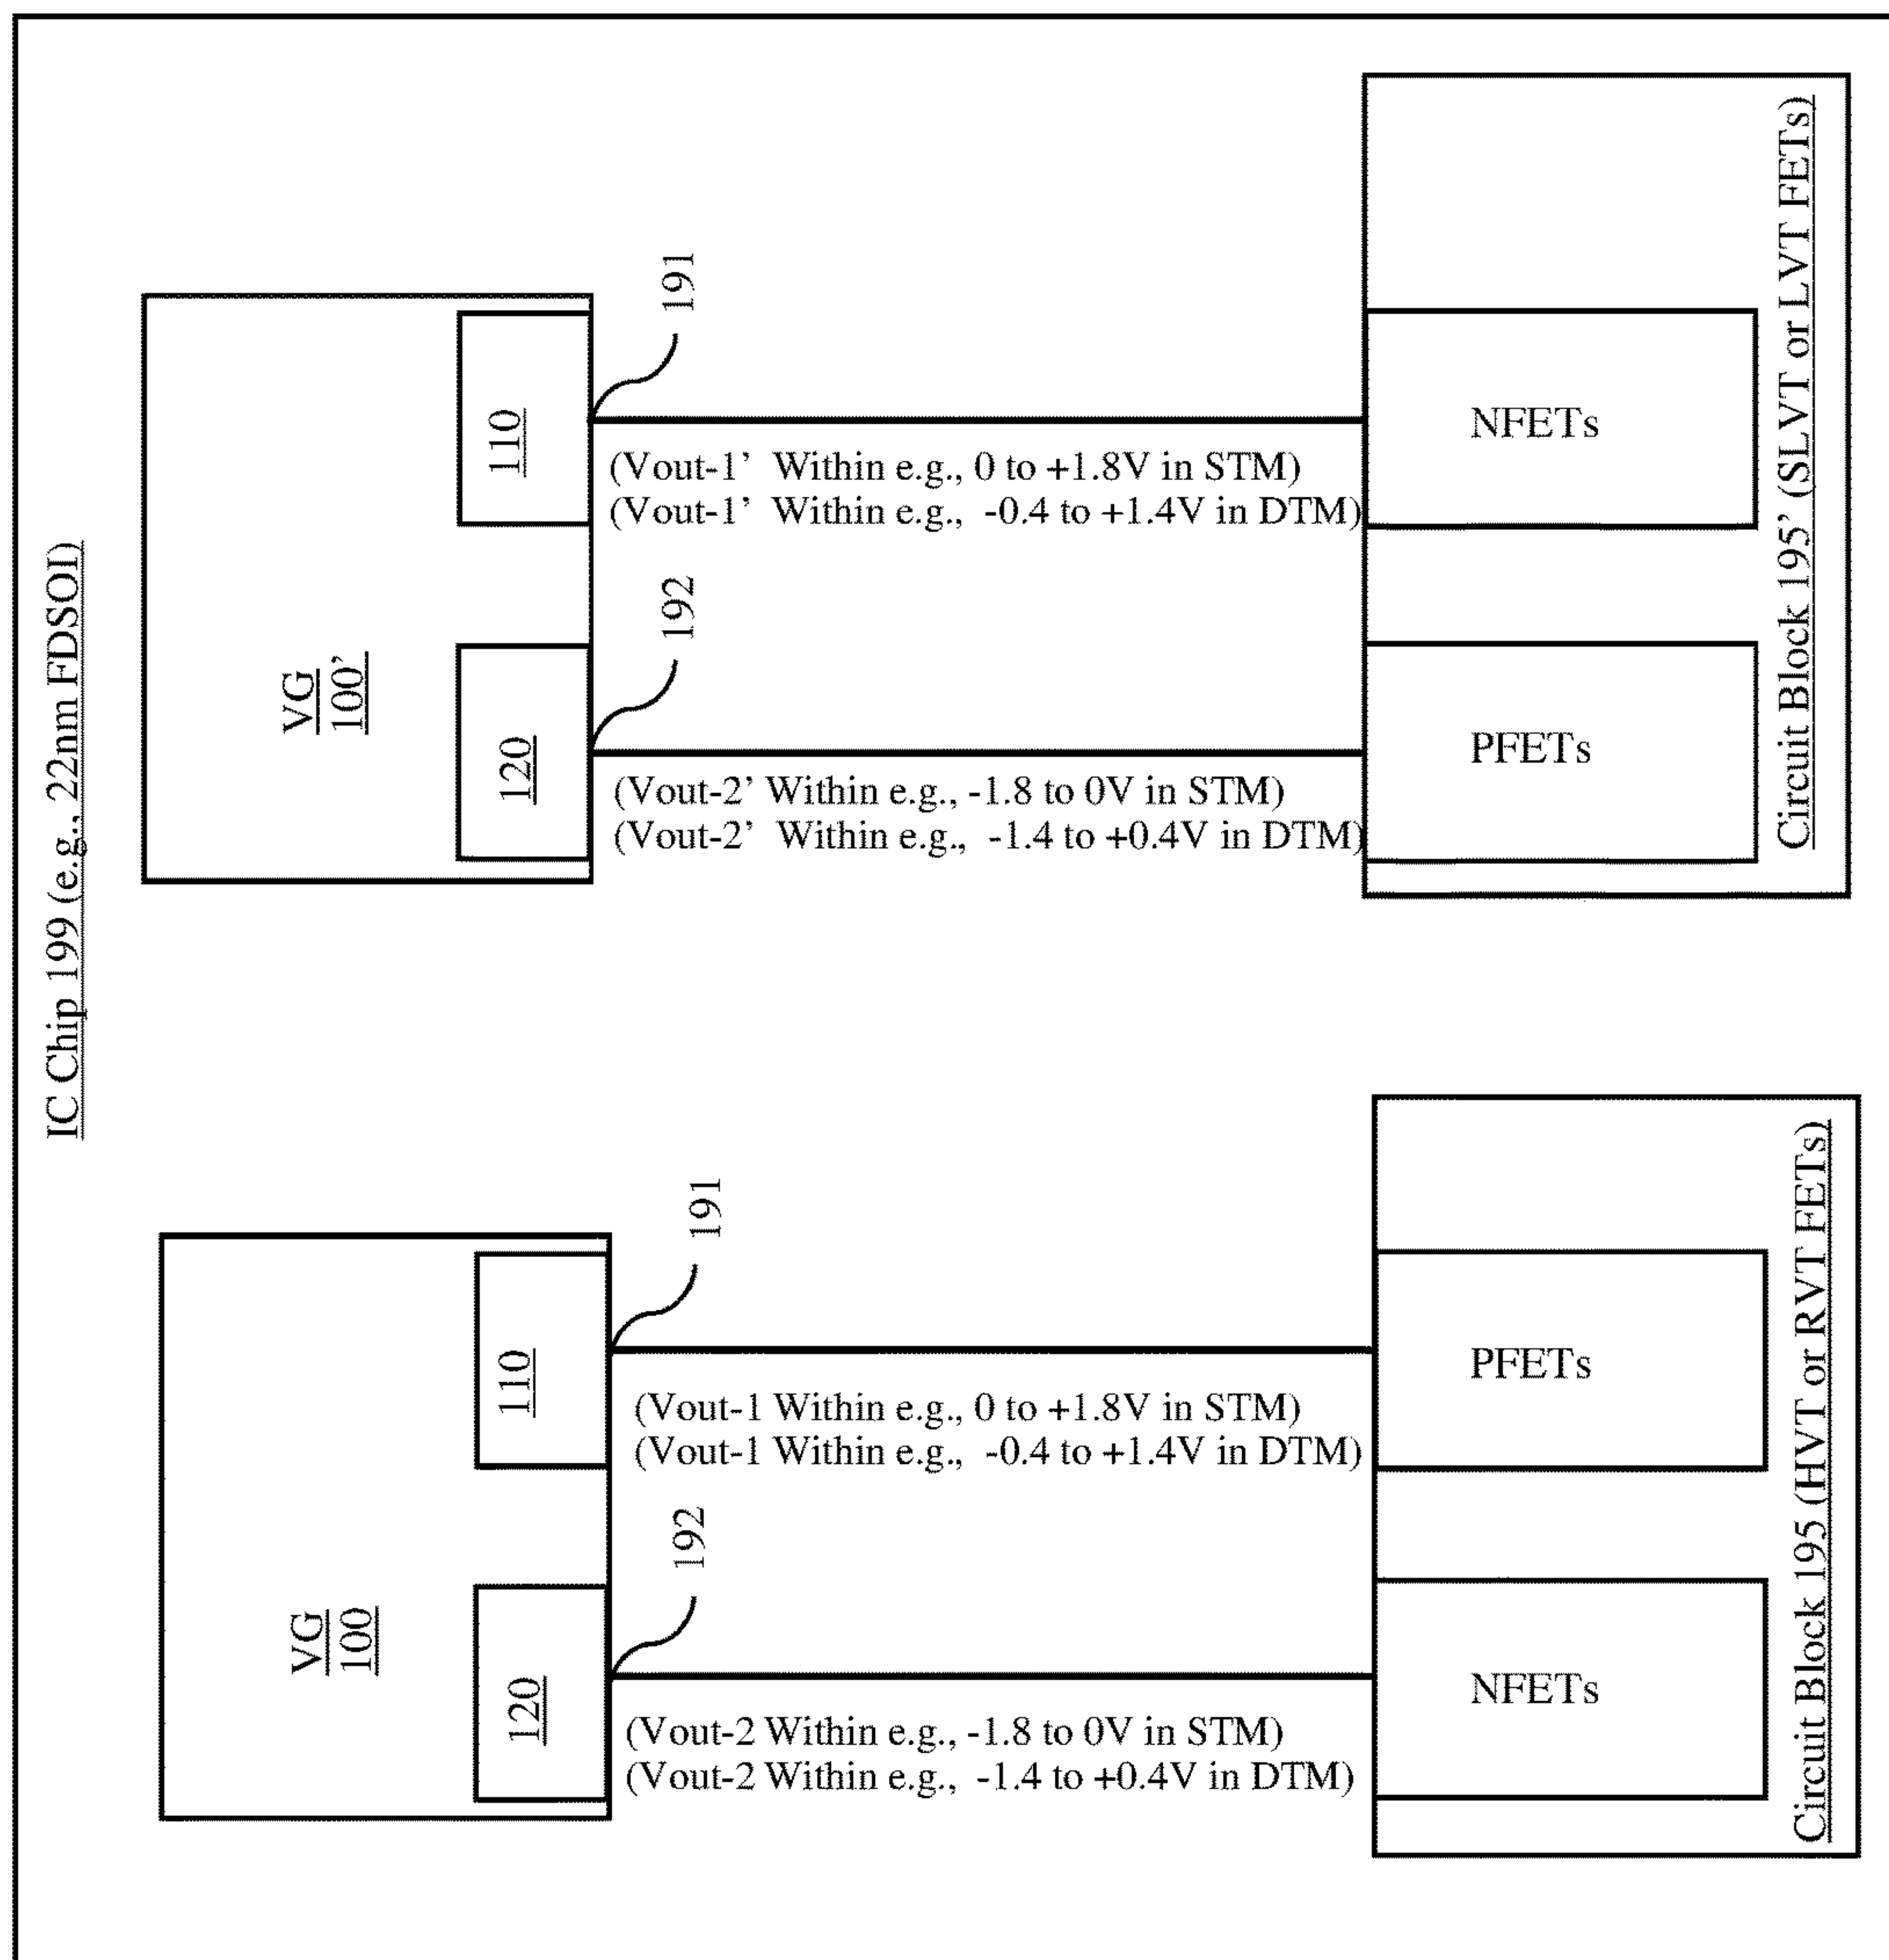 IC Chip 199 (e.g., 22nm FDSOI)
VG
100'
120
110
192
191
(Vout-1’ Within e.g., 0 to +1.8V in STM)
(Vout-1’ Within e.g., -0.4 to +1.4V in DTM)
(Vout-2’ Within e.g., -1.8 to 0V in STM)
(Vout-2’ Within e.g., -1.4 to +0.4V in DTM)
NFETs
PFETs
Circuit Block 195’ (SLVT or LVT FETs)
VG
100
120
110
192
191
(Vout-1 Within e.g., 0 to +1.8V in STM)
(Vout-1 Within e.g., -0.4 to +1.4V in DTM)
(Vout-2 Within e.g., -1.8 to 0V in STM)
(Vout-2 Within e.g., -1.4 to +0.4V in DTM)
PFETs
NFETs
Circuit Block 195 (HVT or RVT FETs)